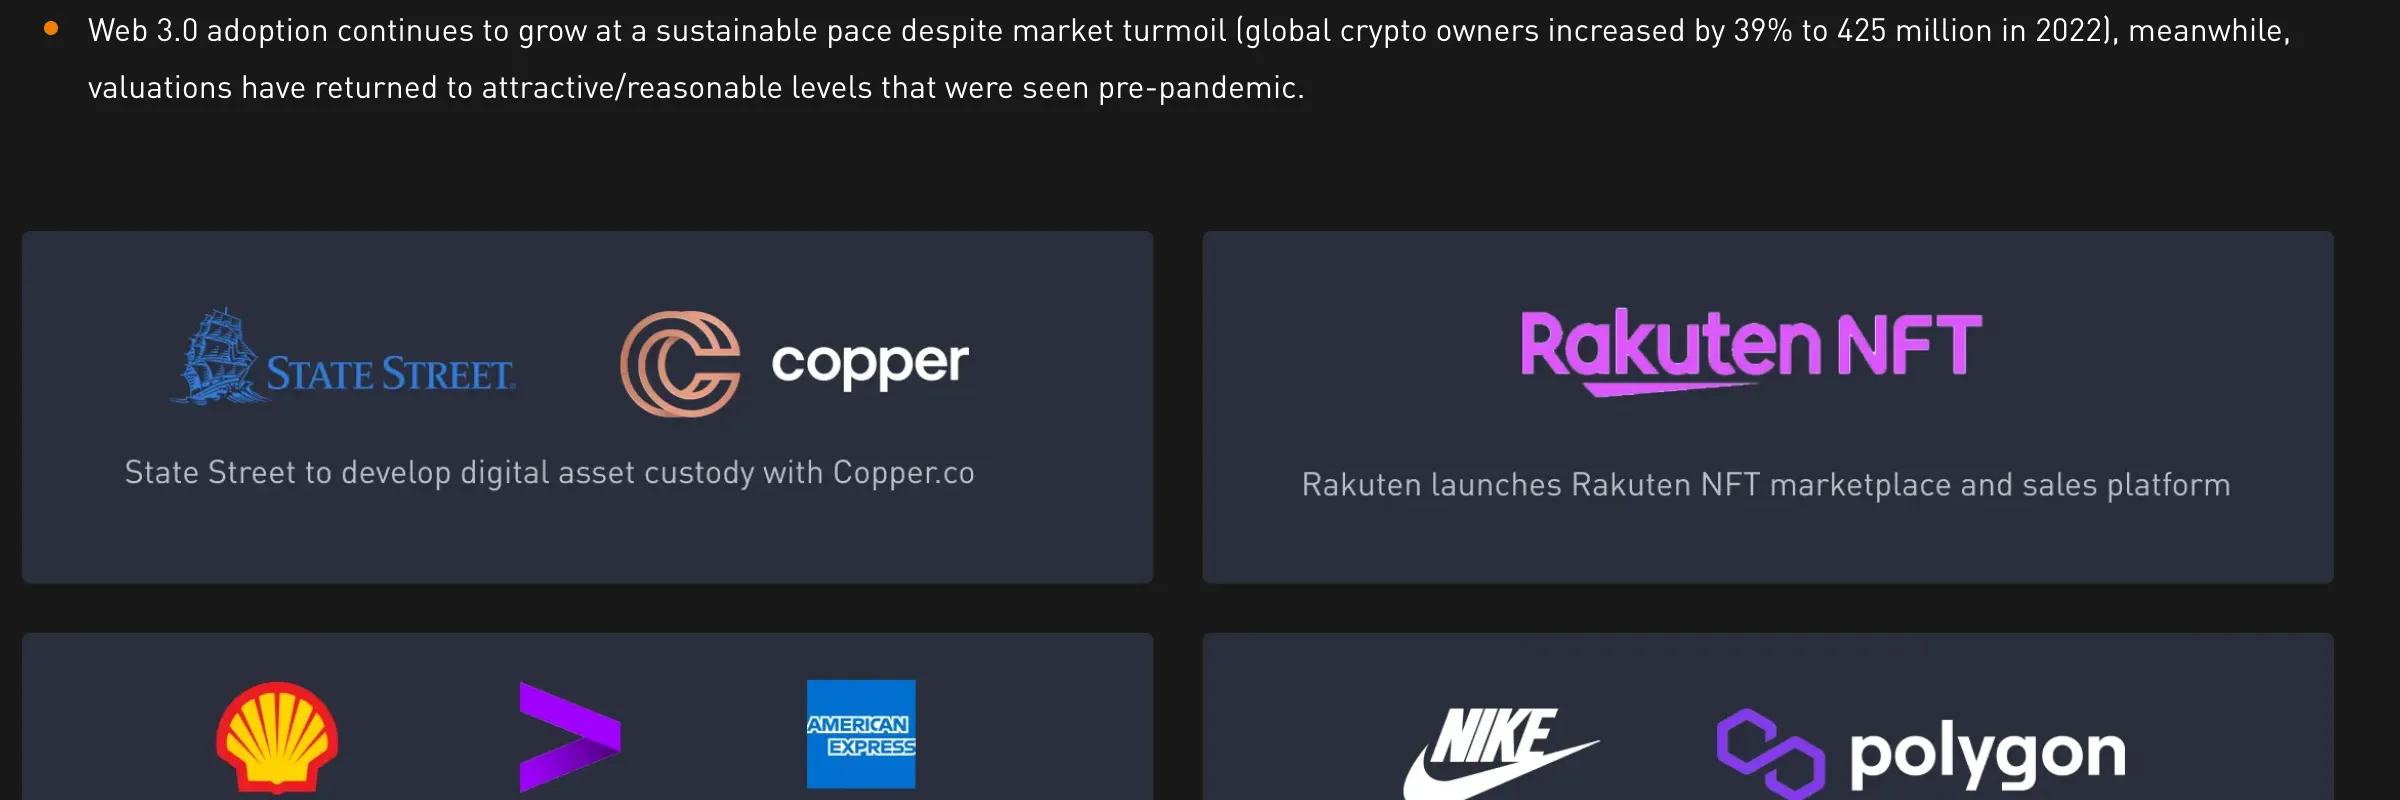 Web 3.0 adoption continues to grow at a sustainable pace despite market turmoil (global crypto owners increased by 39% to 425 million in 2022), meanwhile,
valuations have returned to attractive/reasonable levels that were seen pre-pandemic.
STATE STREET®
copper
State Street to develop digital asset custody with Copper.co
Rakuten NFT
Rakuten launches Rakuten NFT marketplace and sales platform
AMERICAN
EXPRESS
NIKE
polygon